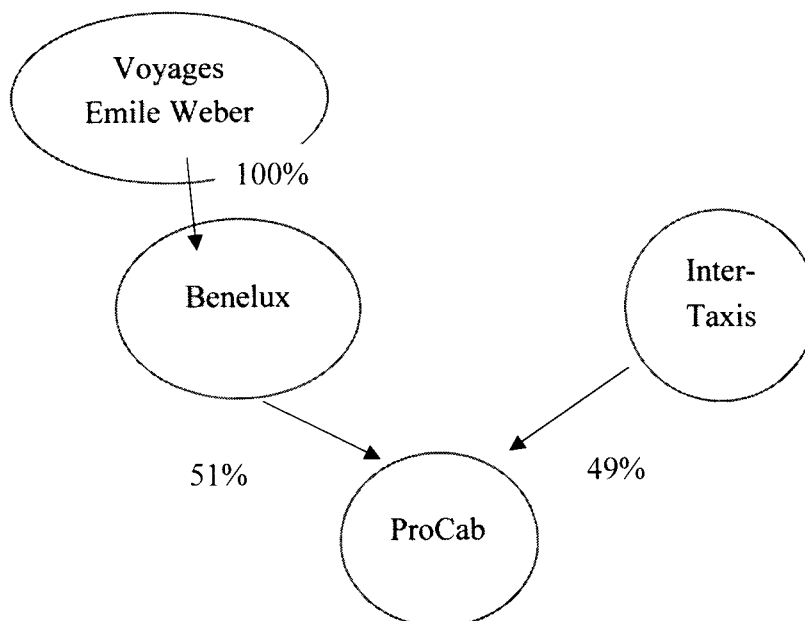 Voyages
Emile Weber
100%
Benelux
Inter-
Taxis
51%
49%
ProCab